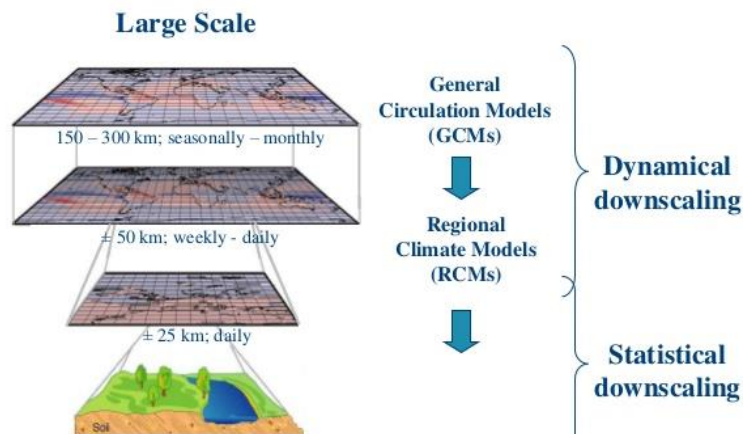 Large Scale
150 – 300 km; seasonally – monthly
± 50 km; weekly - daily
± 25 km; daily
Soil
General
Circulation Models
(GCMs)
Regional
Climate Models
(RCMs)
Dynamical
downscaling
Statistical
downscaling